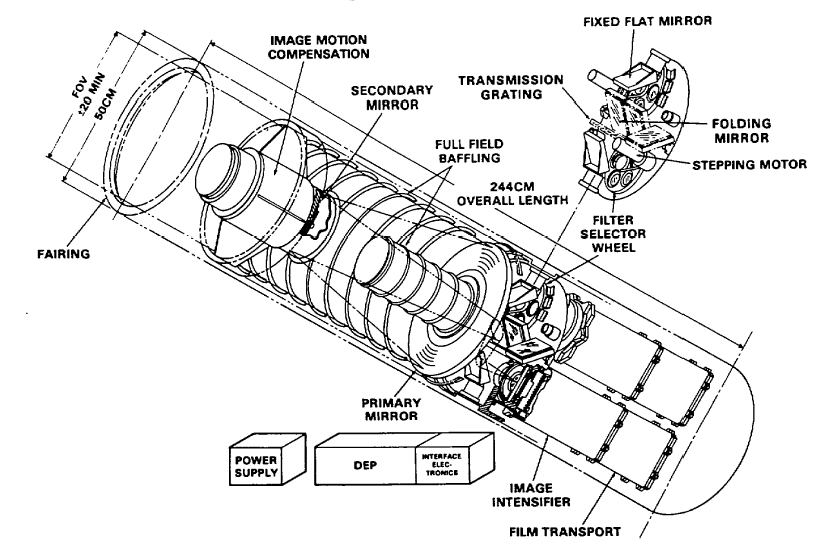 FIXED FLAT MIRROR
IMAGE MOTION
COMPENSATION
TRANSMISSION
GRATING
SECONDARY
MIRROR
FOV
±20 MIN
50CM
FOLDING
MIRROR
FULL FIELD
BAFFLING
STEPPING MOTOR
244CM
OVERALL LENGTH
FILTER
SELECTOR
WHEEL
FAIRING
PRIMARY
MIRROR
POWER
SUPPLY
DEP
INTERFACE
ELEC-
TRONICS
IMAGE
INTENSIFIER
FILM TRANSPORT